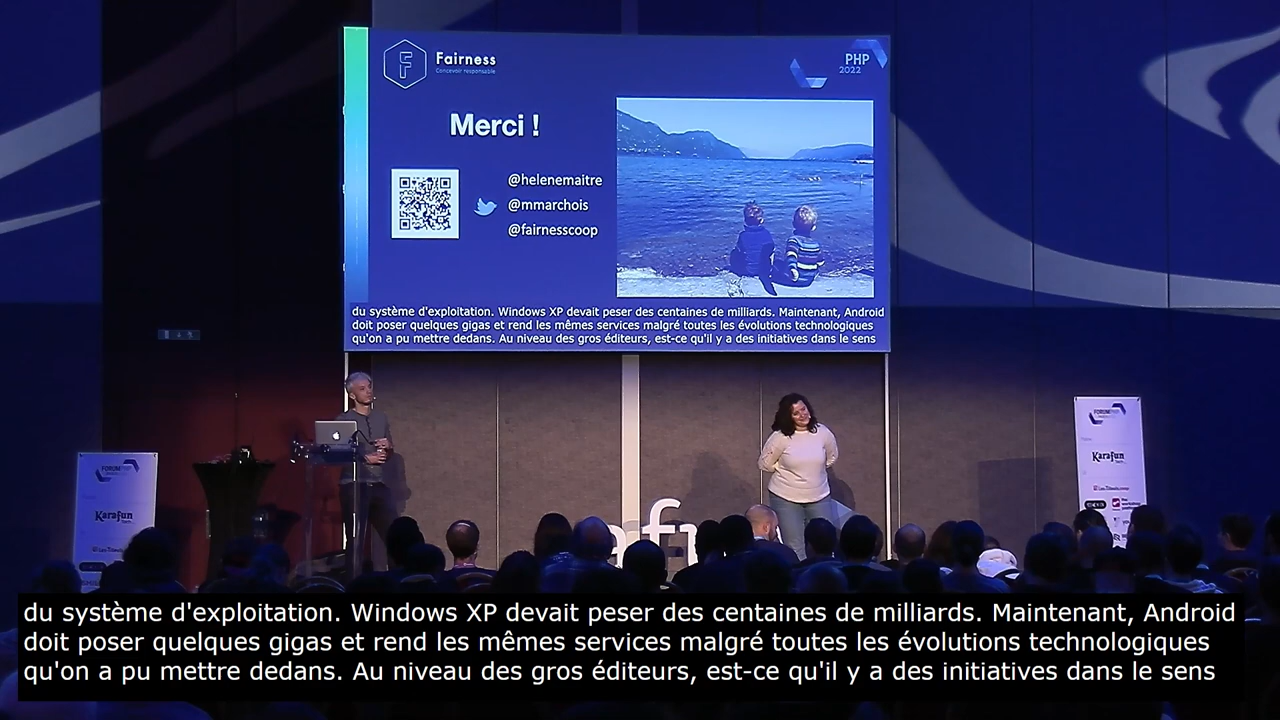 Fairness
Concevoir responsable
PHP
2022
Merci !
@helenemaitre
@mmarchois
@fairnesscoop
du système d'exploitation. Windows XP devait peser des centaines de milliards. Maintenant, Android
doit poser quelques gigas et rend les mêmes services malgré toutes les évolutions technologiques
qu'on a pu mettre dedans. Au niveau des gros éditeurs, est-ce qu'il y a des initiatives dans le sens
FORUMPHP
Karafun
FORUMPHP
Karafun
du système d'exploitation. Windows XP devait peser des centaines de milliards. Maintenant, Android
doit poser quelques gigas et rend les mêmes services malgré toutes les évolutions technologiques
qu'on a pu mettre dedans. Au niveau des gros éditeurs, est-ce qu'il y a des initiatives dans le sens